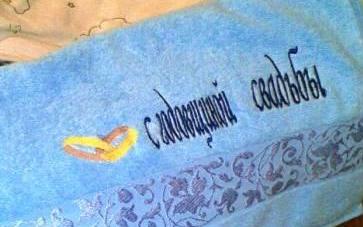 с годовщиной свадьбы